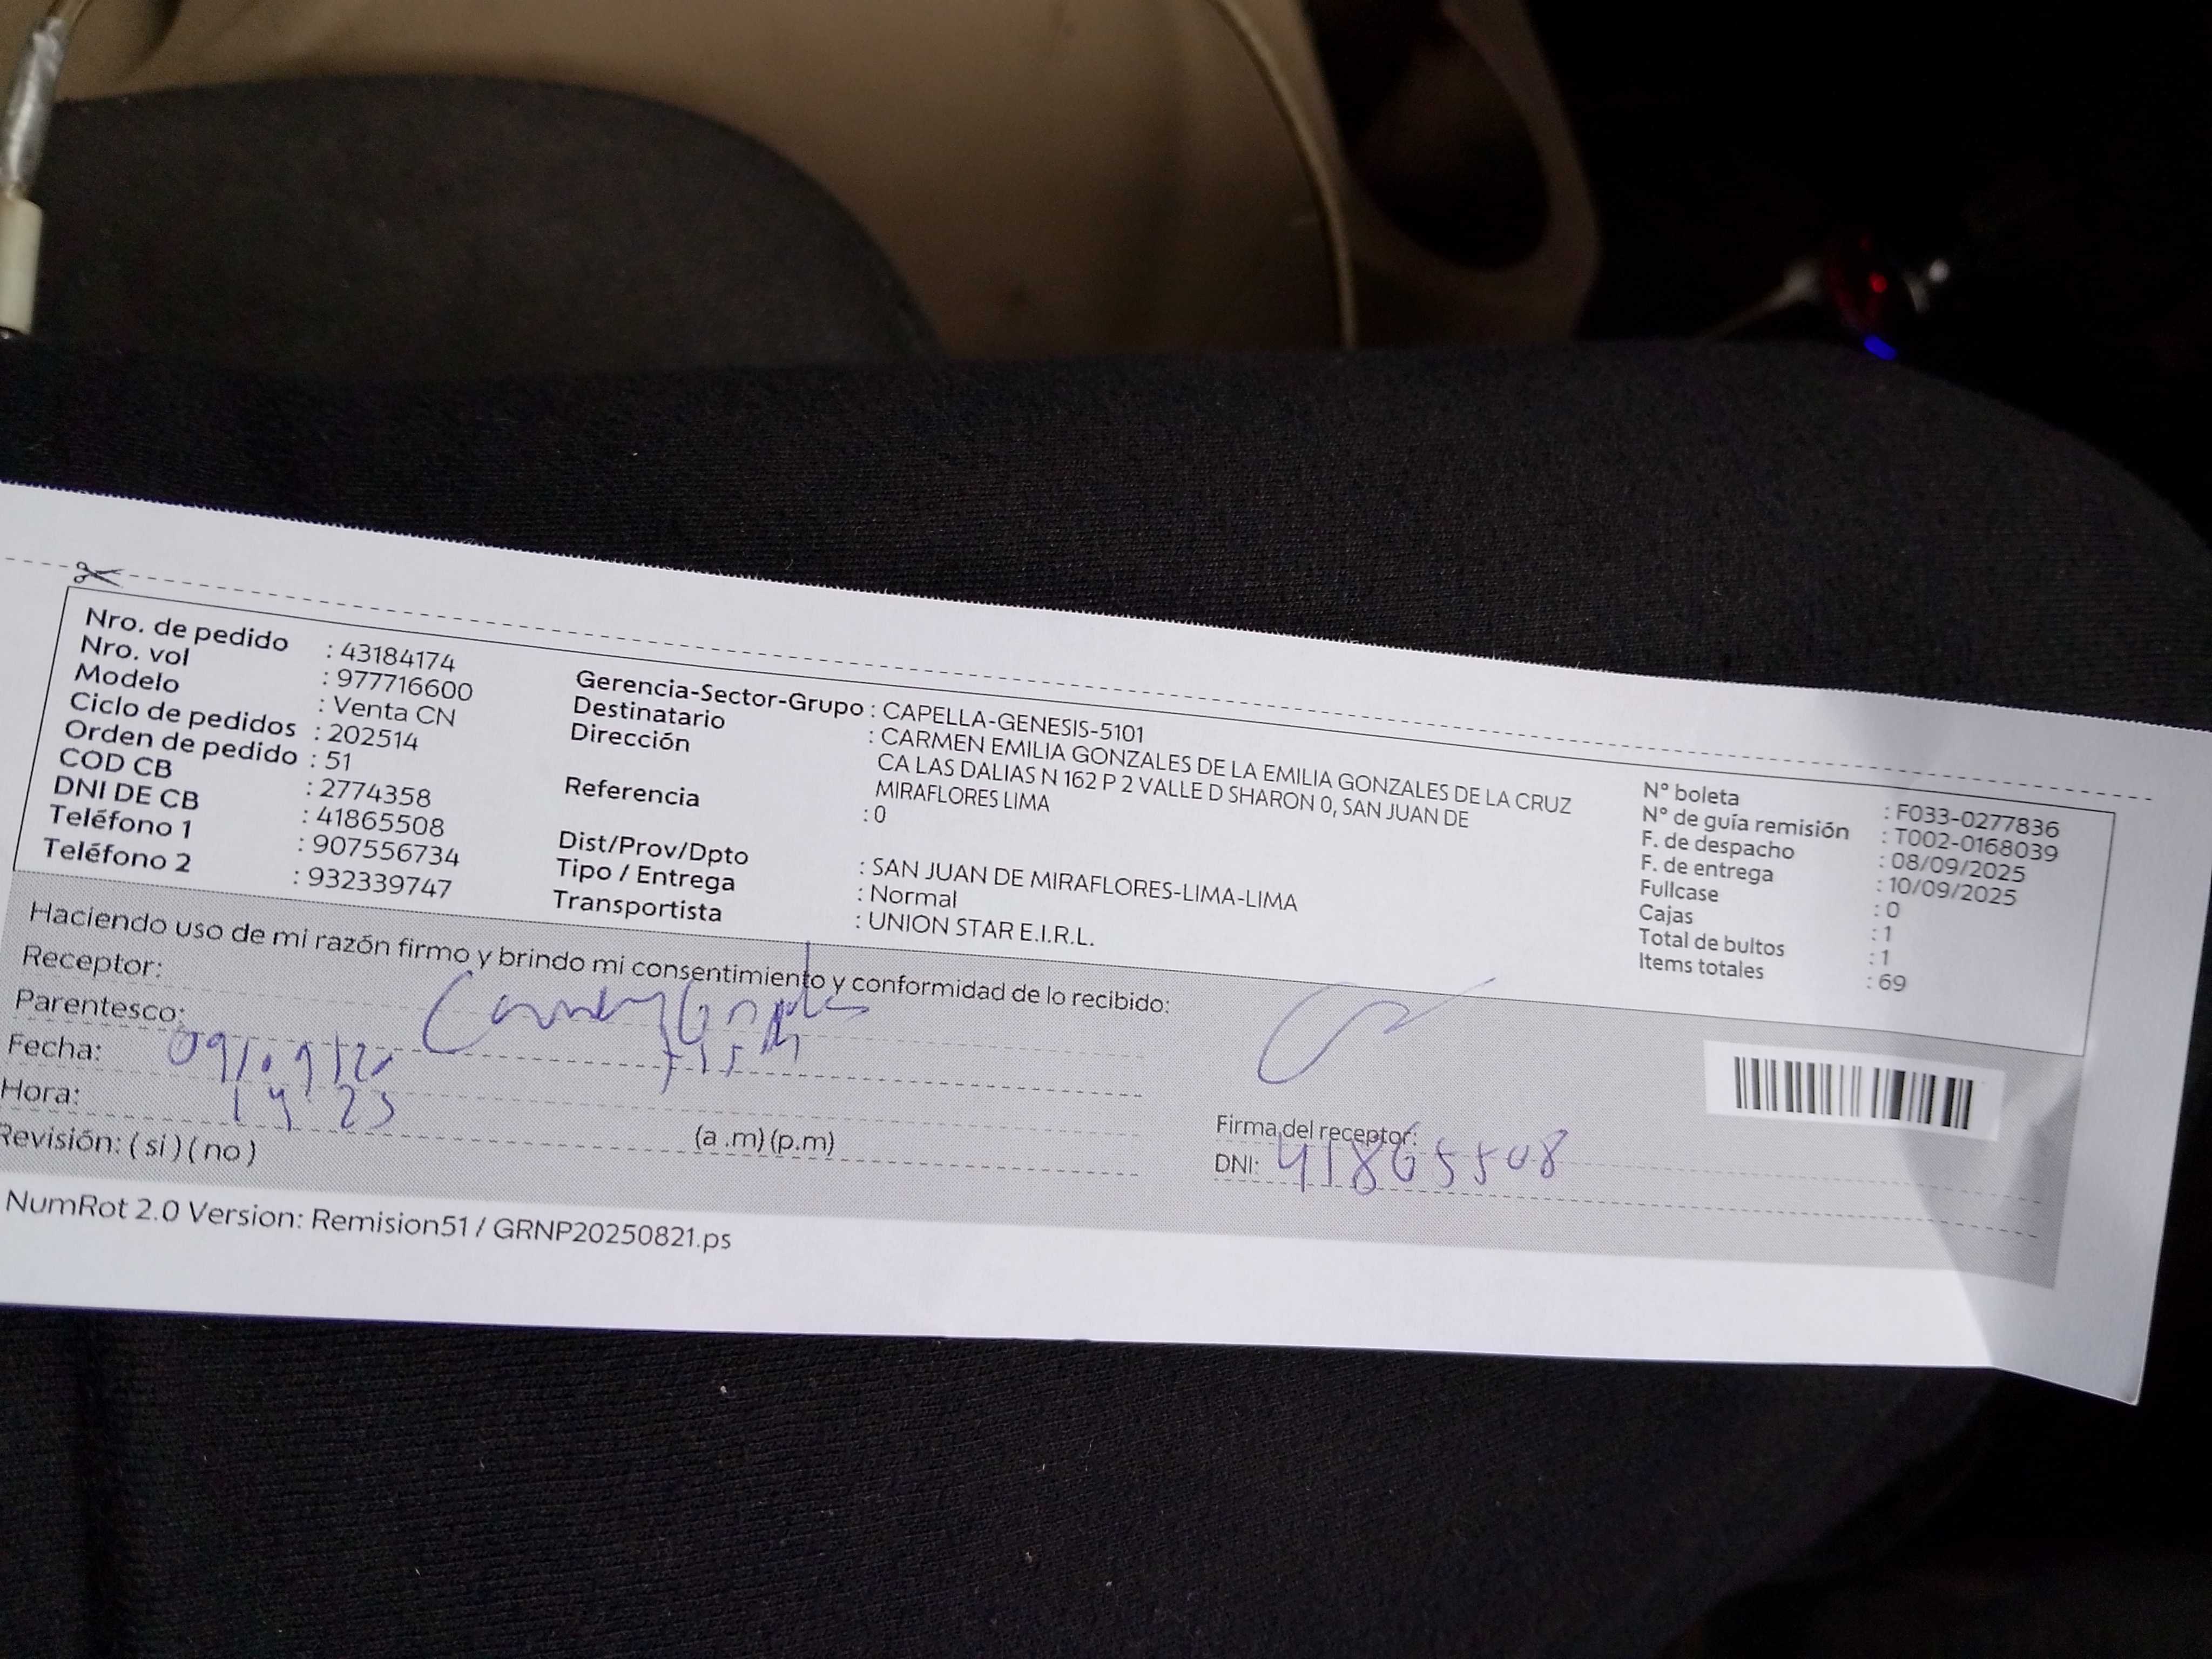 Nro. de pedido : 43184174
Nro. vol : 977716600
Modelo : Venta CN
Ciclo de pedidos : 202514
Orden de pedido : 51
COD CB : 2774358
DNI DE CB : 41865508
Teléfono 1 : 907556734
Teléfono 2 : 932339747
Gerencia-Sector-Grupo : CAPELLA-GENESIS-5101
Destinatario : CARMEN EMILIA GONZALES DE LA EMILIA GONZALES DE LA CRUZ
Dirección CA LAS DALIAS N 162 P 2 VALLE D SHARON 0, SAN JUAN DE
MIRAFLORES LIMA
Referencia : 0
Dist/Prov/Dpto : SAN JUAN DE MIRAFLORES-LIMA-LIMA
Tipo / Entrega : Normal
Transportista : UNION STAR E.I.R.L.
N° boleta : F033-0277836
N° de guía remisión : T002-0168039
F. de despacho : 08/09/2025
F. de entrega : 10/09/2025
Fullcase : 0
Cajas : 1
Total de bultos : 1
Items totales : 69
Haciendo uso de mi razón firmo y brindo mi consentimiento y conformidad de lo recibido:
Receptor:
Parentesco:
Fecha:
Hora: (a .m) (p.m)
Revisión: ( si ) ( no )
Firma del receptor:
DNI: 41865508
NumRot 2.0 Version: Remision51 / GRNP20250821.ps